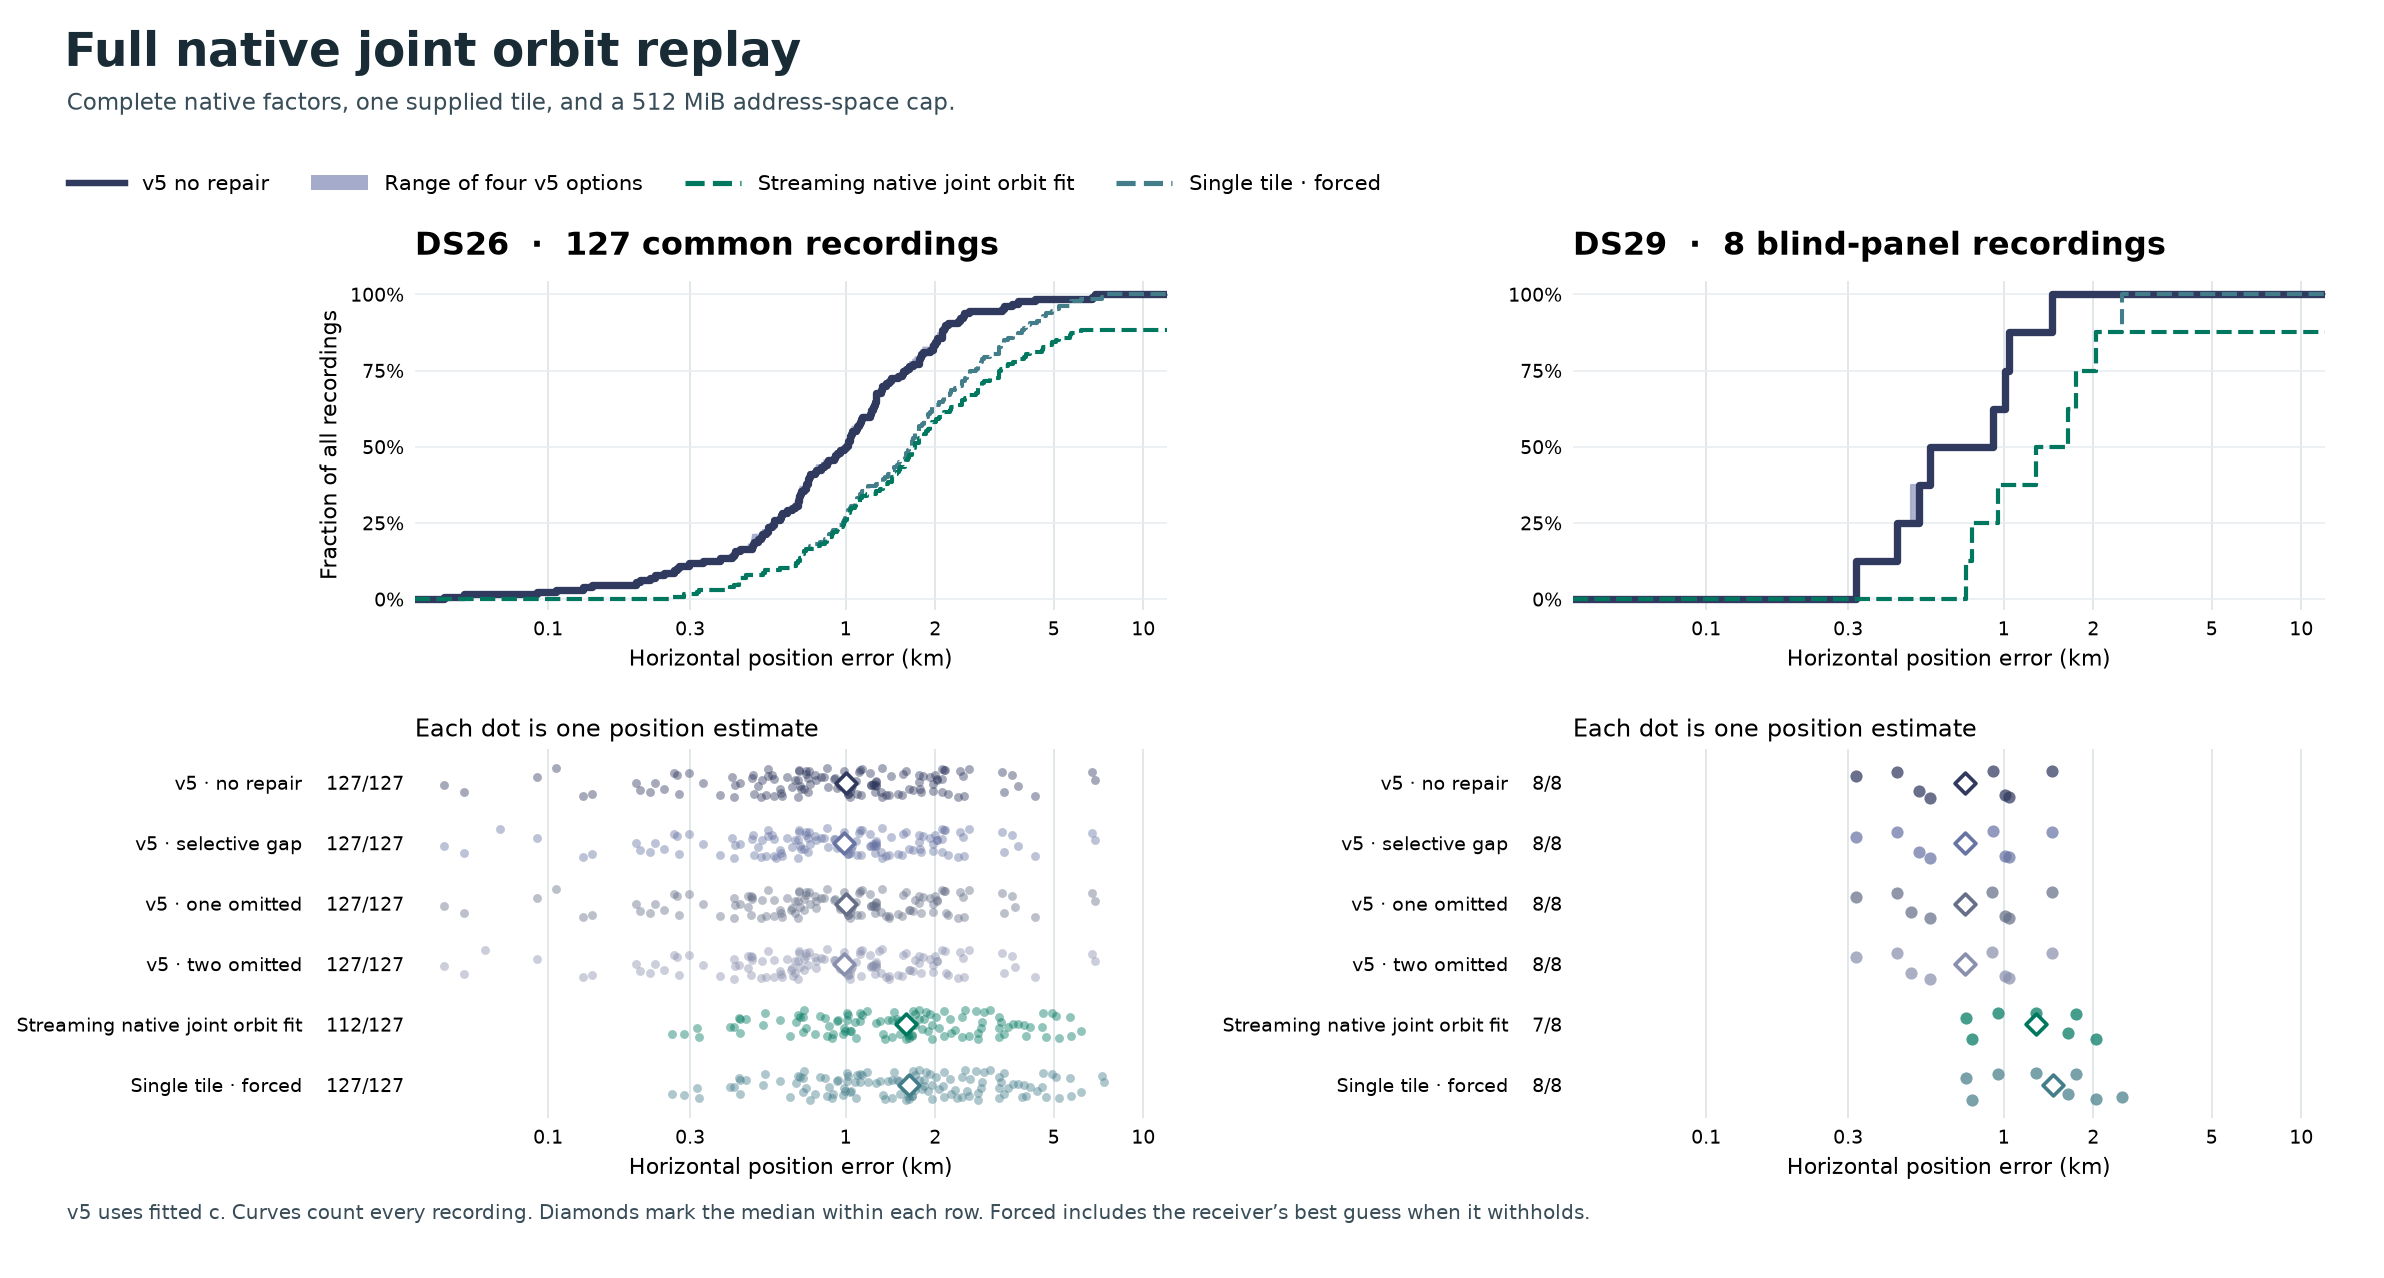 Full native joint orbit replay
Complete native factors, one supplied tile, and a 512 MiB address-space cap.
v5 no repair
Range of four v5 options
Streaming native joint orbit fit
Single tile · forced
DS26 · 127 common recordings
Fraction of all recordings
100%
75%
50%
25%
0%
0.1 0.3 1 2 5 10
Horizontal position error (km)
DS29 · 8 blind-panel recordings
100%
75%
50%
25%
0%
0.1 0.3 1 2 5 10
Horizontal position error (km)
Each dot is one position estimate
v5 · no repair 127/127
v5 · selective gap 127/127
v5 · one omitted 127/127
v5 · two omitted 127/127
Streaming native joint orbit fit 112/127
Single tile · forced 127/127
0.1 0.3 1 2 5 10
Horizontal position error (km)
Each dot is one position estimate
v5 · no repair 8/8
v5 · selective gap 8/8
v5 · one omitted 8/8
v5 · two omitted 8/8
Streaming native joint orbit fit 7/8
Single tile · forced 8/8
0.1 0.3 1 2 5 10
Horizontal position error (km)
v5 uses fitted c. Curves count every recording. Diamonds mark the median within each row. Forced includes the receiver’s best guess when it withholds.